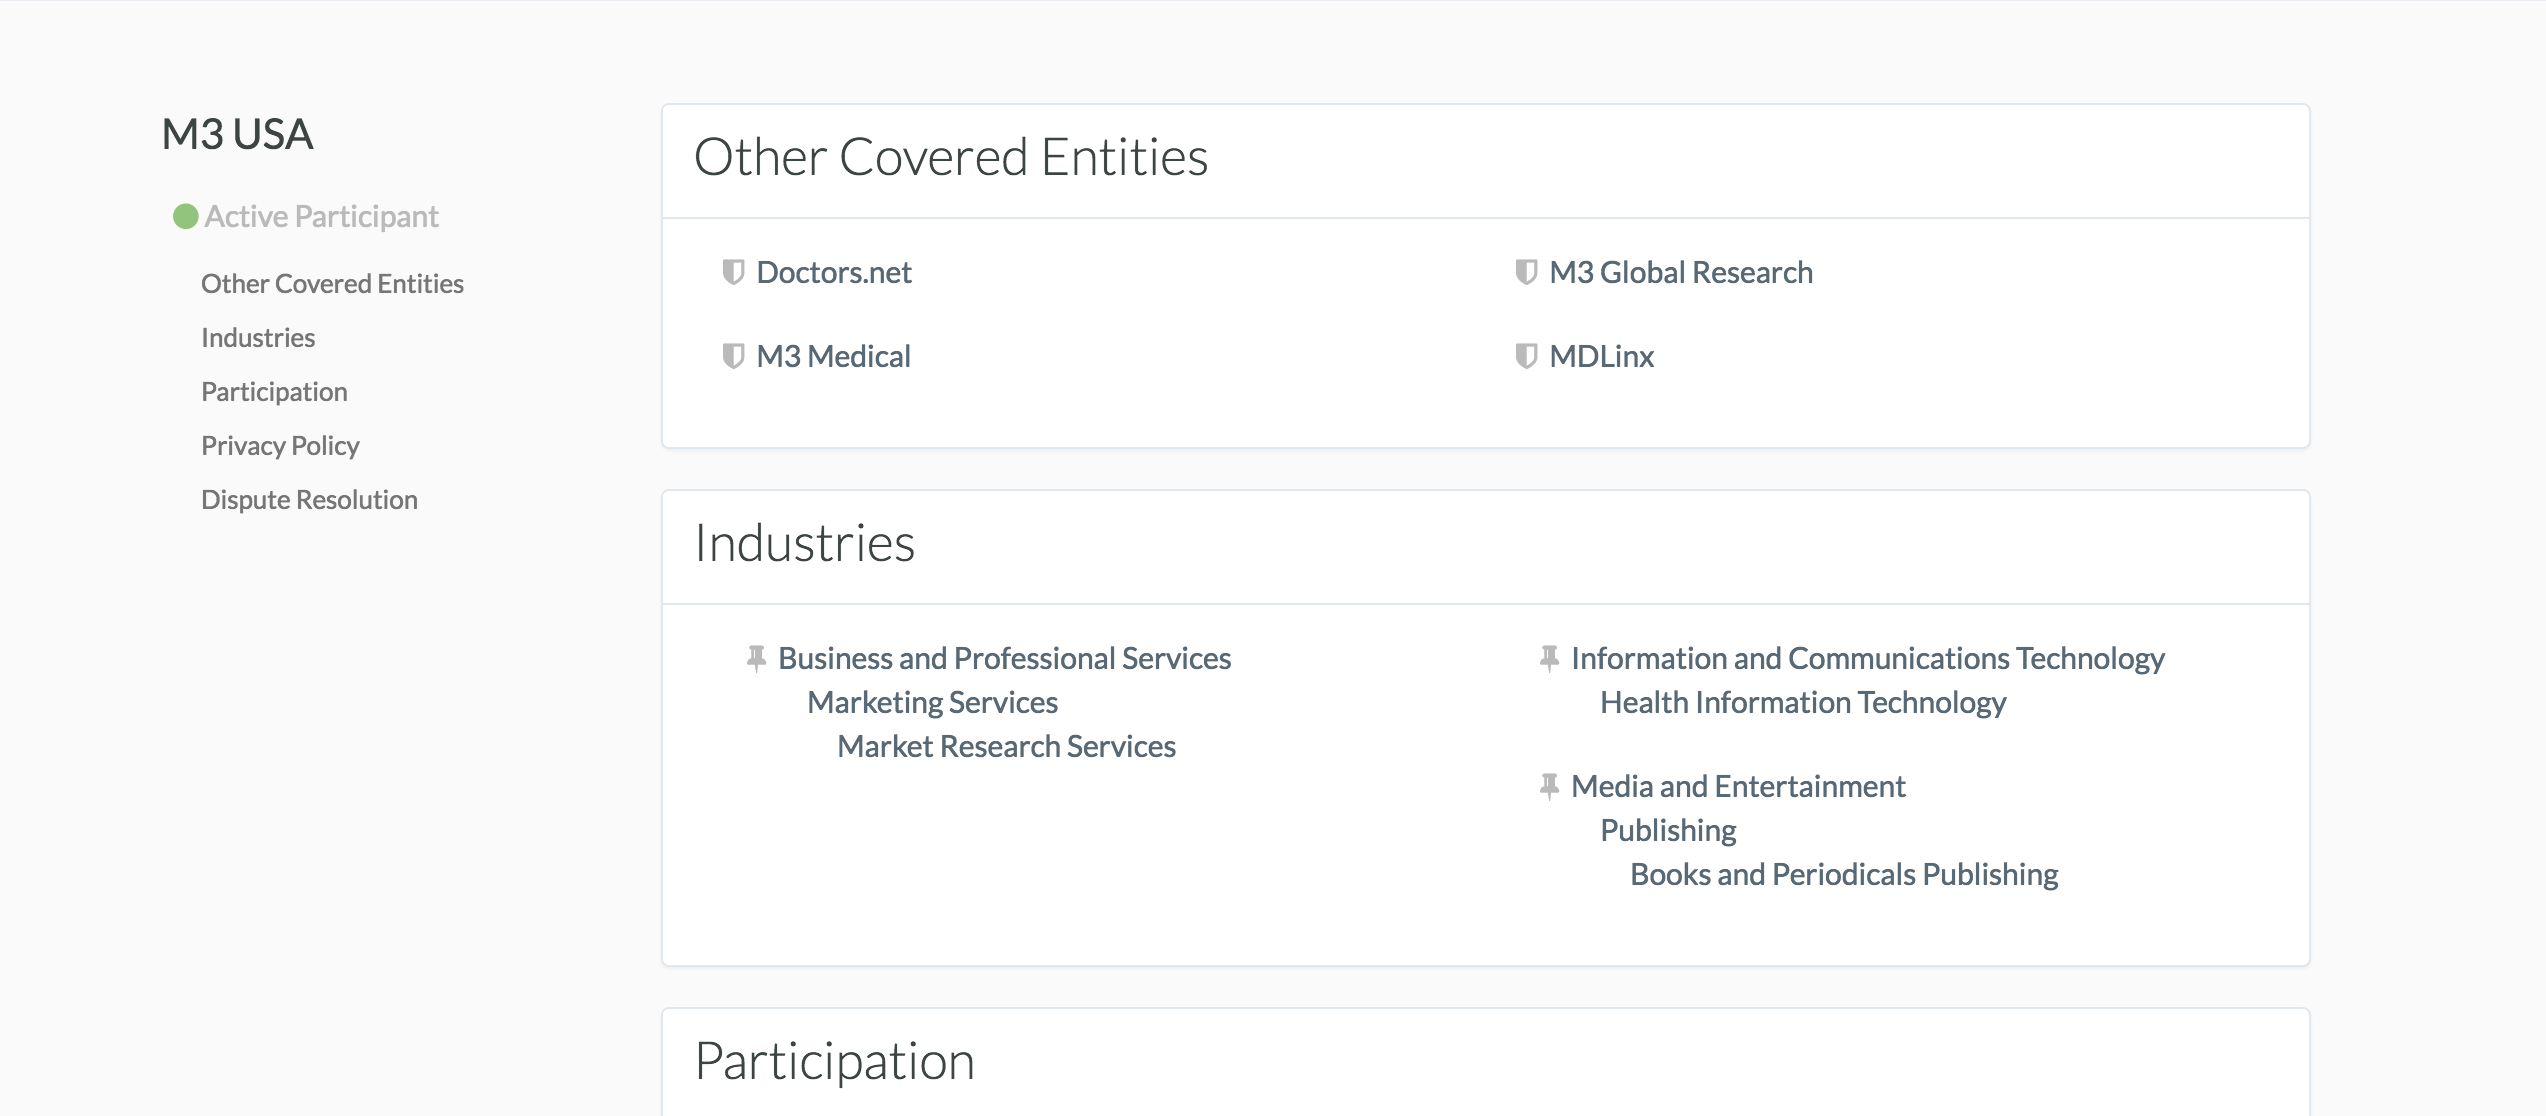 M3 USA
Active Participant
Other Covered Entities
Industries
Participation
Privacy Policy
Dispute Resolution
Other Covered Entities
Doctors.net
M3 Global Research
M3 Medical
MDLinx
Industries
Business and Professional Services
Marketing Services
Market Research Services
Information and Communications Technology
Health Information Technology
Media and Entertainment
Publishing
Books and Periodicals Publishing
Participation